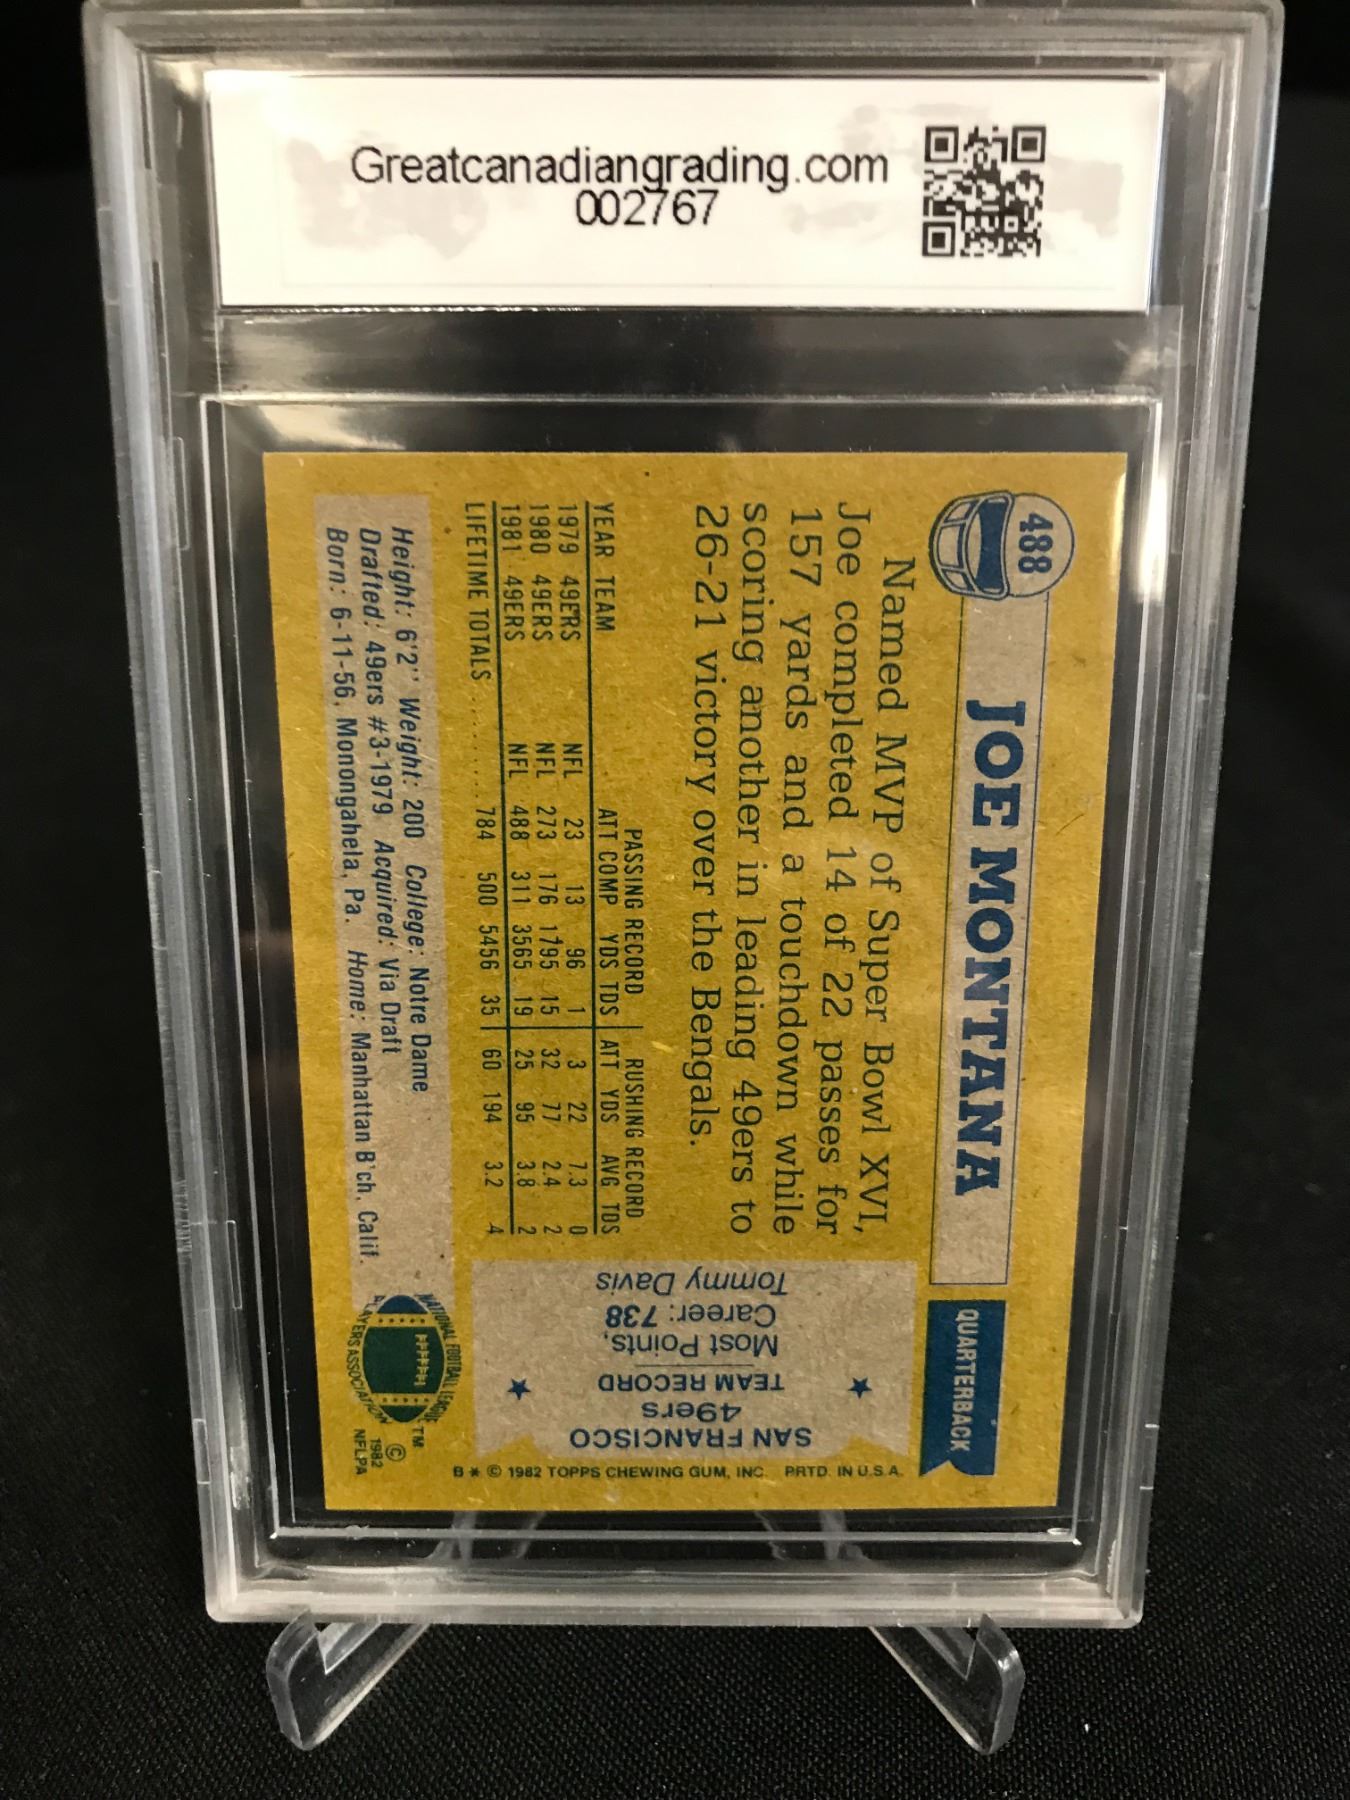 Greatcanadiangrading.com
002767
488
JOE MONTANA
QUARTERBACK
Named MVP of Super Bowl XVI,
Joe completed 14 of 22 passes for
157 yards and a touchdown while
scoring another in leading 49ers to
26-21 victory over the Bengals.
PASSING RECORD RUSHING RECORD
YEAR TEAM ATT COMP YDS TDS ATT YDS AVG TDS
1979 49ERS NFL 23 13 96 1 3 22 7.3 0
1980 49ERS NFL 273 176 1795 15 32 77 2.4 2
1981 49ERS NFL 488 311 3565 19 25 95 3.8 2
LIFETIME TOTALS ........... 784 500 5456 35 60 194 3.2 4
Height: 6'2" Weight: 200 College: Notre Dame
Drafted: 49ers #3-1979 Acquired: Via Draft
Born: 6-11-56, Monongahela, Pa. Home: Manhattan B'ch, Calif.
SAN FRANCISCO
49ers
TEAM RECORD
Most Points,
Career: 738
Tommy Davis
NATIONAL FOOTBALL LEAGUE
PLAYERS ASSOCIATION
TM
©
1982
NFLPA
B * © 1982 TOPPS CHEWING GUM, INC. PRTD. IN U.S.A.